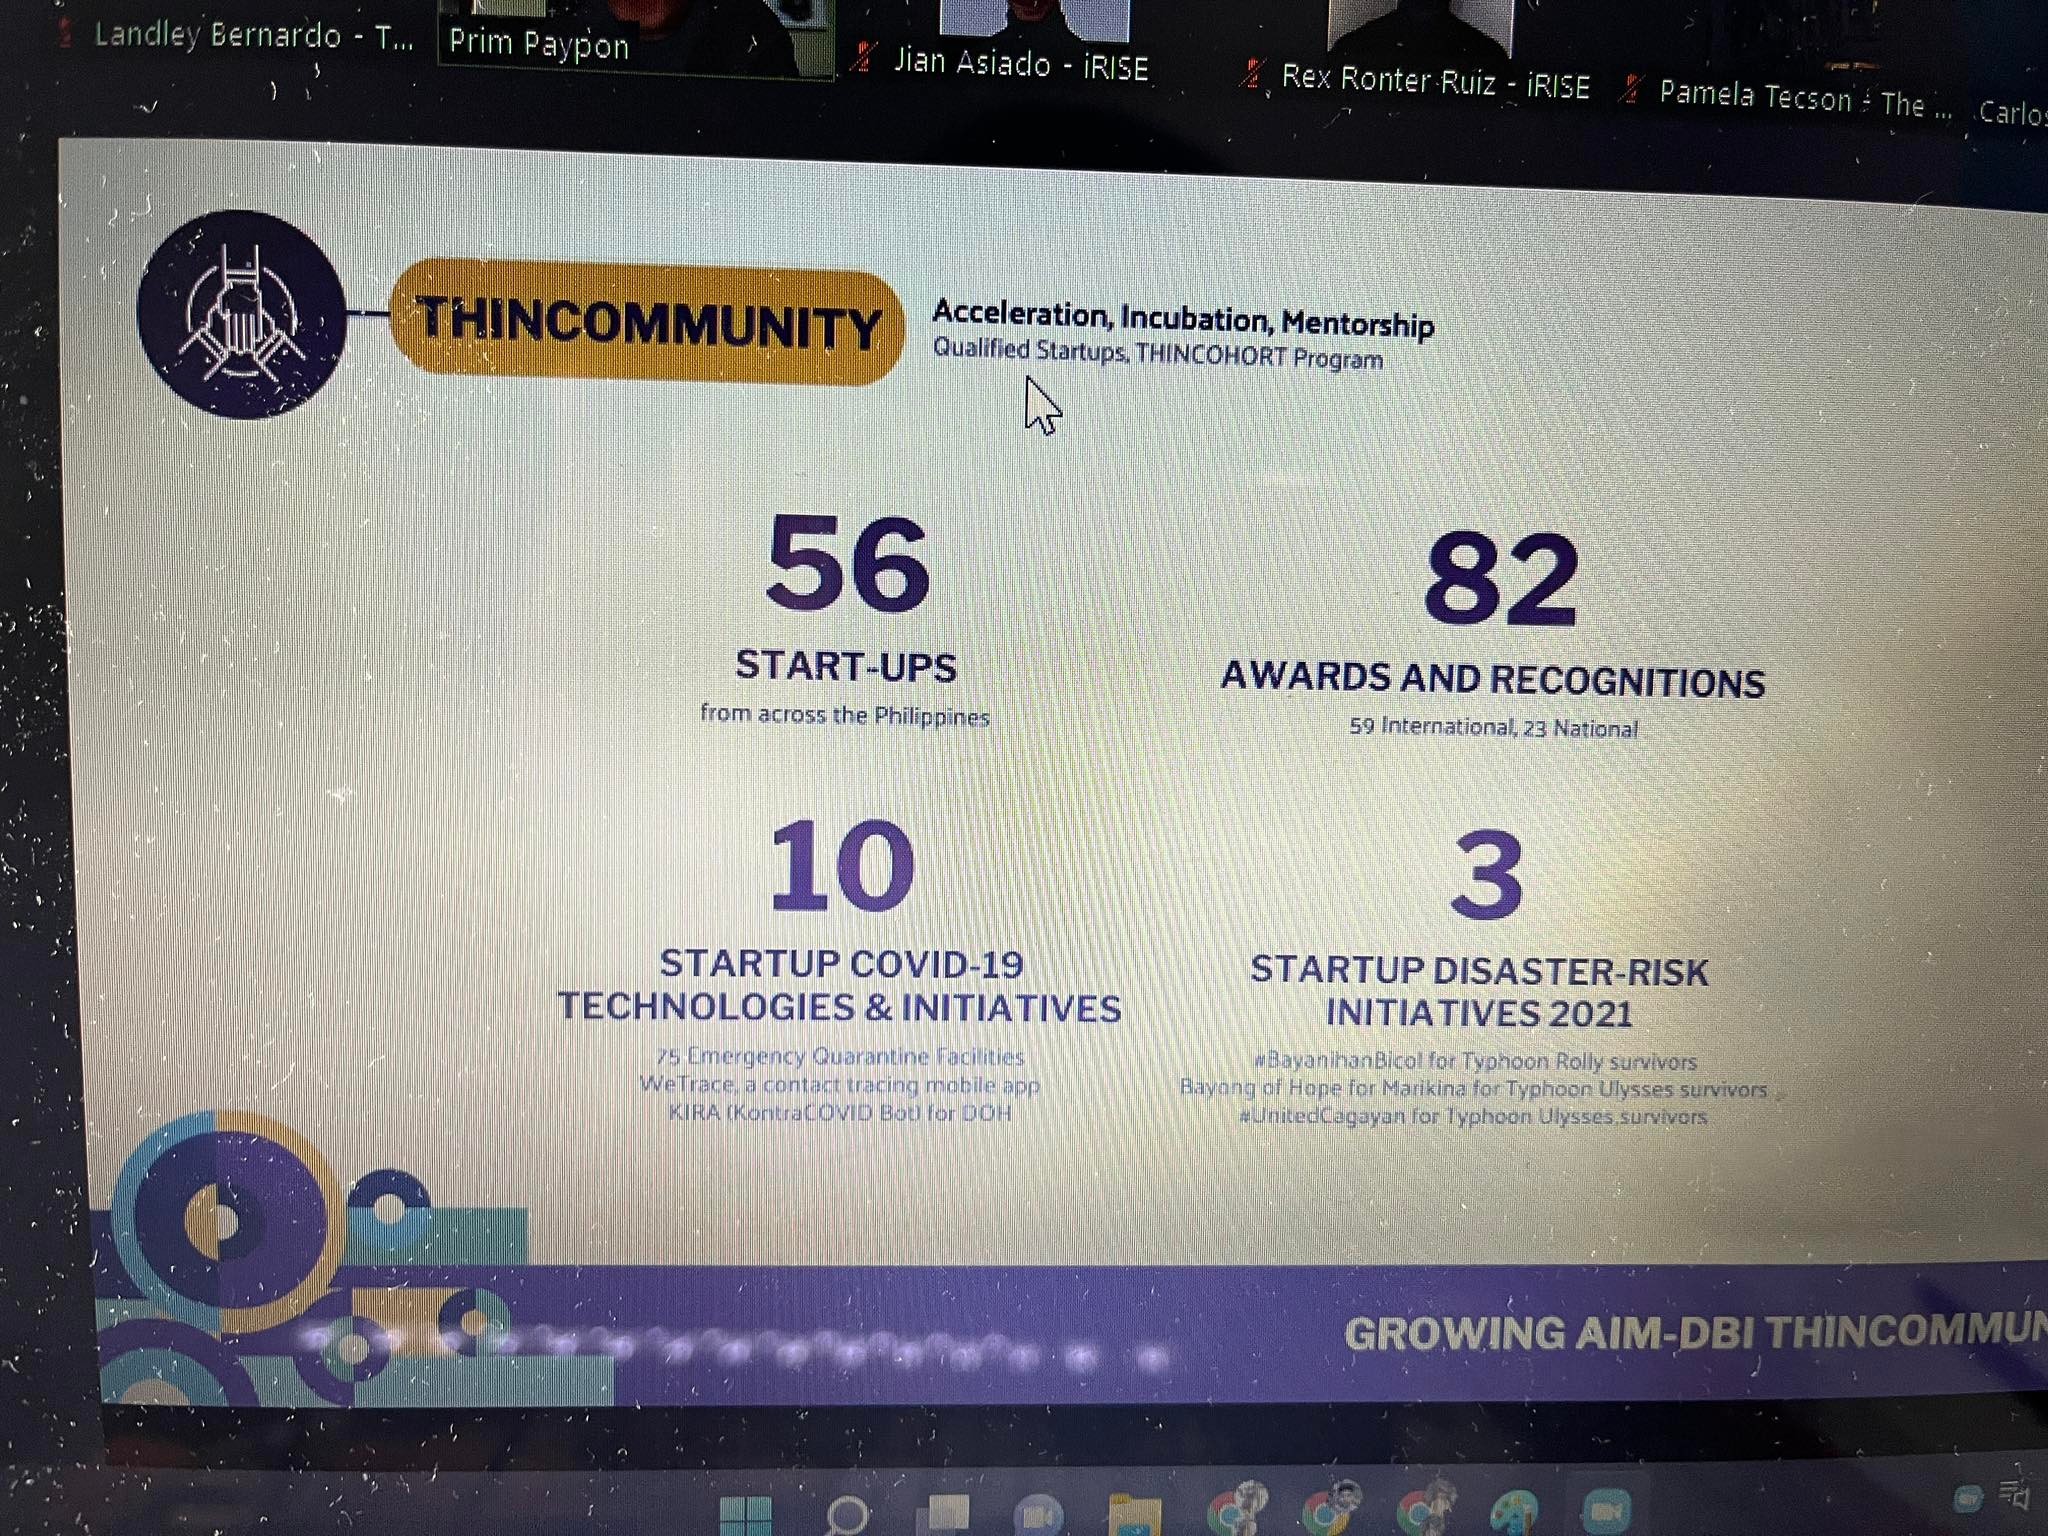 Landley Bernardo - T...
Prim Paypon
Jian Asiado - iRISE
Rex Ronter Ruiz - iRISE
Pamela Tecson - The ...
Carlos
THINCOMMUNITY
Acceleration, Incubation, Mentorship
Qualified Startups, THINCOHORT Program
56
START-UPS
from across the Philippines
82
AWARDS AND RECOGNITIONS
59 International, 23 National
10
STARTUP COVID-19
TECHNOLOGIES & INITIATIVES
75 Emergency Quarantine Facilities
WeTrace, a contact tracing mobile app
KIRA (KontraCOVID Bot) for DOH
3
STARTUP DISASTER-RISK
INITIATIVES 2021
#BayanihanBicol for Typhoon Rolly survivors
Bayong of Hope for Marikina for Typhoon Ulysses survivors
#UnitedCagayan for Typhoon Ulysses survivors
GROWING AIM-DBI THINCOMMUN